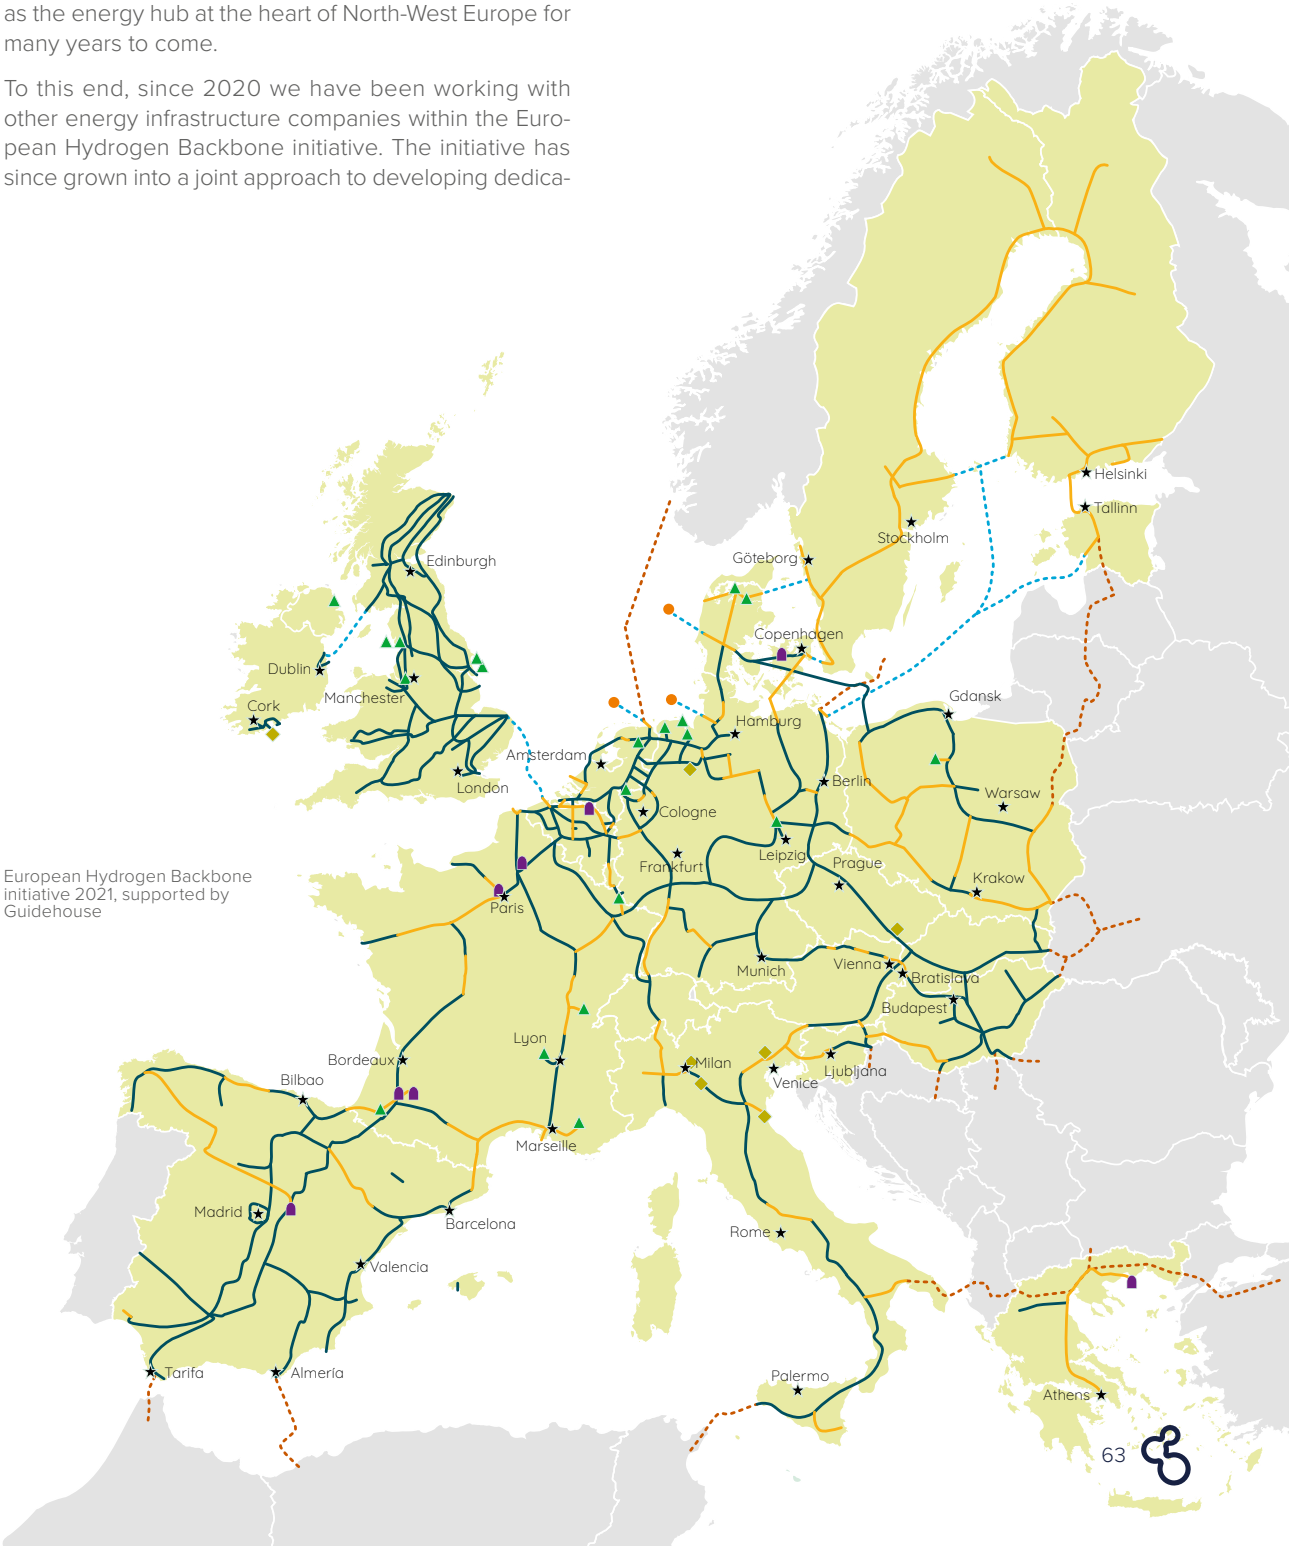 as the energy hub at the heart of North-West Europe for
many years to come.
To this end, since 2020 we have been working with
other energy infrastructure companies within the Euro-
pean Hydrogen Backbone initiative. The initiative has
since grown into a joint approach to developing dedica-
Helsinki
Tallinn
Stockholm
Göteborg
Edinburgh
Copenhagen
Dublin
Manchester
Cork
Gdansk
Hamburg
Amsterdam
London
Berlin
Warsaw
Cologne
Leipzig
Frankfurt
Prague
Krakow
European Hydrogen Backbone
initiative 2021, supported by
Guidehouse
Paris
Munich
Vienna
Bratislava
Budapest
Lyon
Bordeaux
Milan
Ljubljana
Venice
Bilbao
Marseille
Madrid
Barcelona
Rome
Valencia
Tarifa
Almería
Palermo
Athens
63